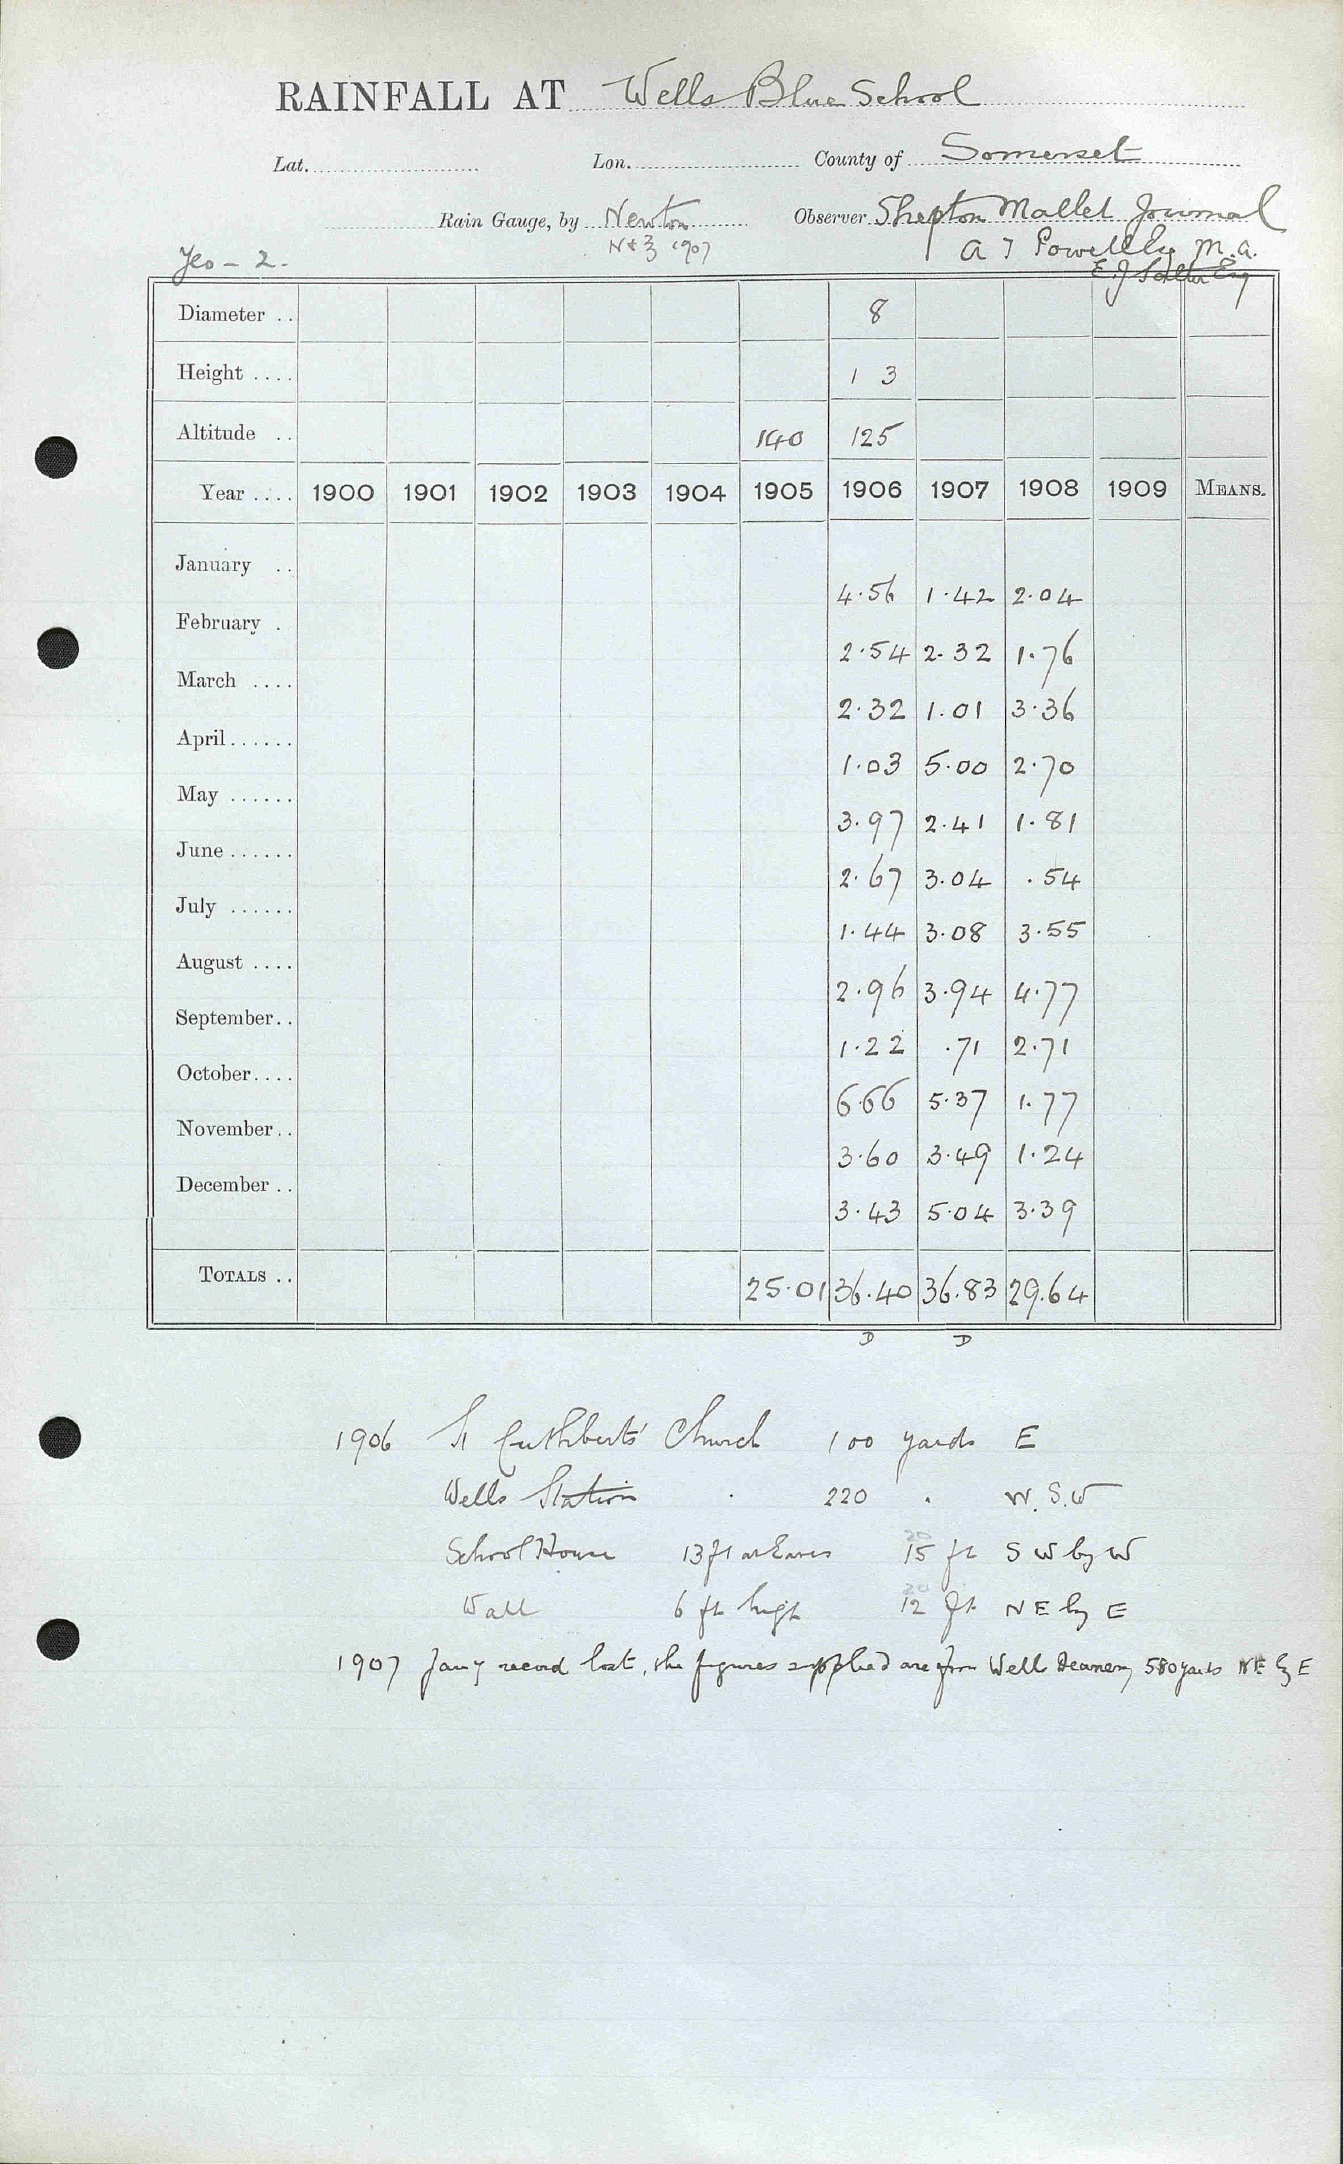 RAINFALL AT Wells Blue School
Lat. Lon. County of Somerset
Rain Gauge, by Newton Observer Shepton Mallet Journal
N & Z 1907 A T Powell M.A.
Yeo - 2. E J Salter Esq
Diameter .. 8
Height .... 1 3
Altitude .. 140 125
Year .... 1900 1901 1902 1903 1904 1905 1906 1907 1908 1909 MEANS.
January .. 4.56 1.42 2.04
February . 2.54 2.32 1.76
March .... 2.32 1.01 3.36
April...... 1.03 5.00 2.70
May ...... 3.97 2.41 1.81
June ...... 2.67 3.04 .54
July ...... 1.44 3.08 3.55
August .... 2.96 3.94 4.77
September.. 1.22 .71 2.71
October.... 6.66 5.37 1.77
November.. 3.60 3.49 1.24
December .. 3.43 5.04 3.39
TOTALS .. 25.01 36.40 36.83 29.64
D D
1906 St Cuthberts' Church 100 yards E
Wells Station . 220 . W.S.W
School House 13 ft at Eaves 20 15 ft S W by W
Wall 6 ft high 20 12 ft N E by E
1907 Jany record lost, the figures supplied are from Wells Deanery 580 yards NE by E